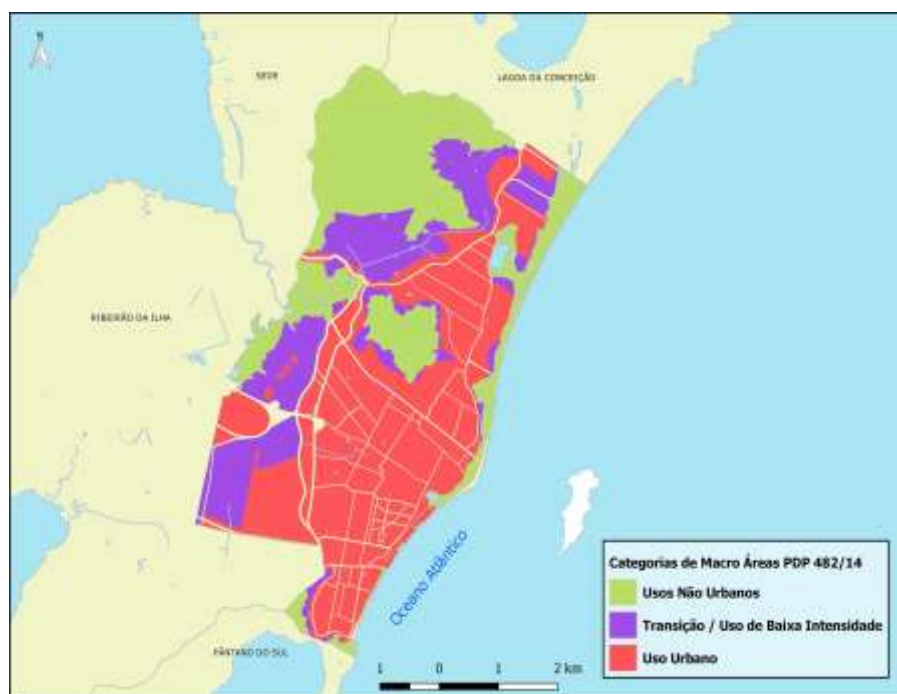 N
SEDE
LAGOA DA CONCEIÇÃO
RIBEIRÃO DA ILHA
Oceano Atlântico
PÂNTANO DO SUL
Categorias de Macro Áreas PDP 482/14
Usos Não Urbanos
Transição / Uso de Baixa Intensidade
Uso Urbano
1 0 1 2 km